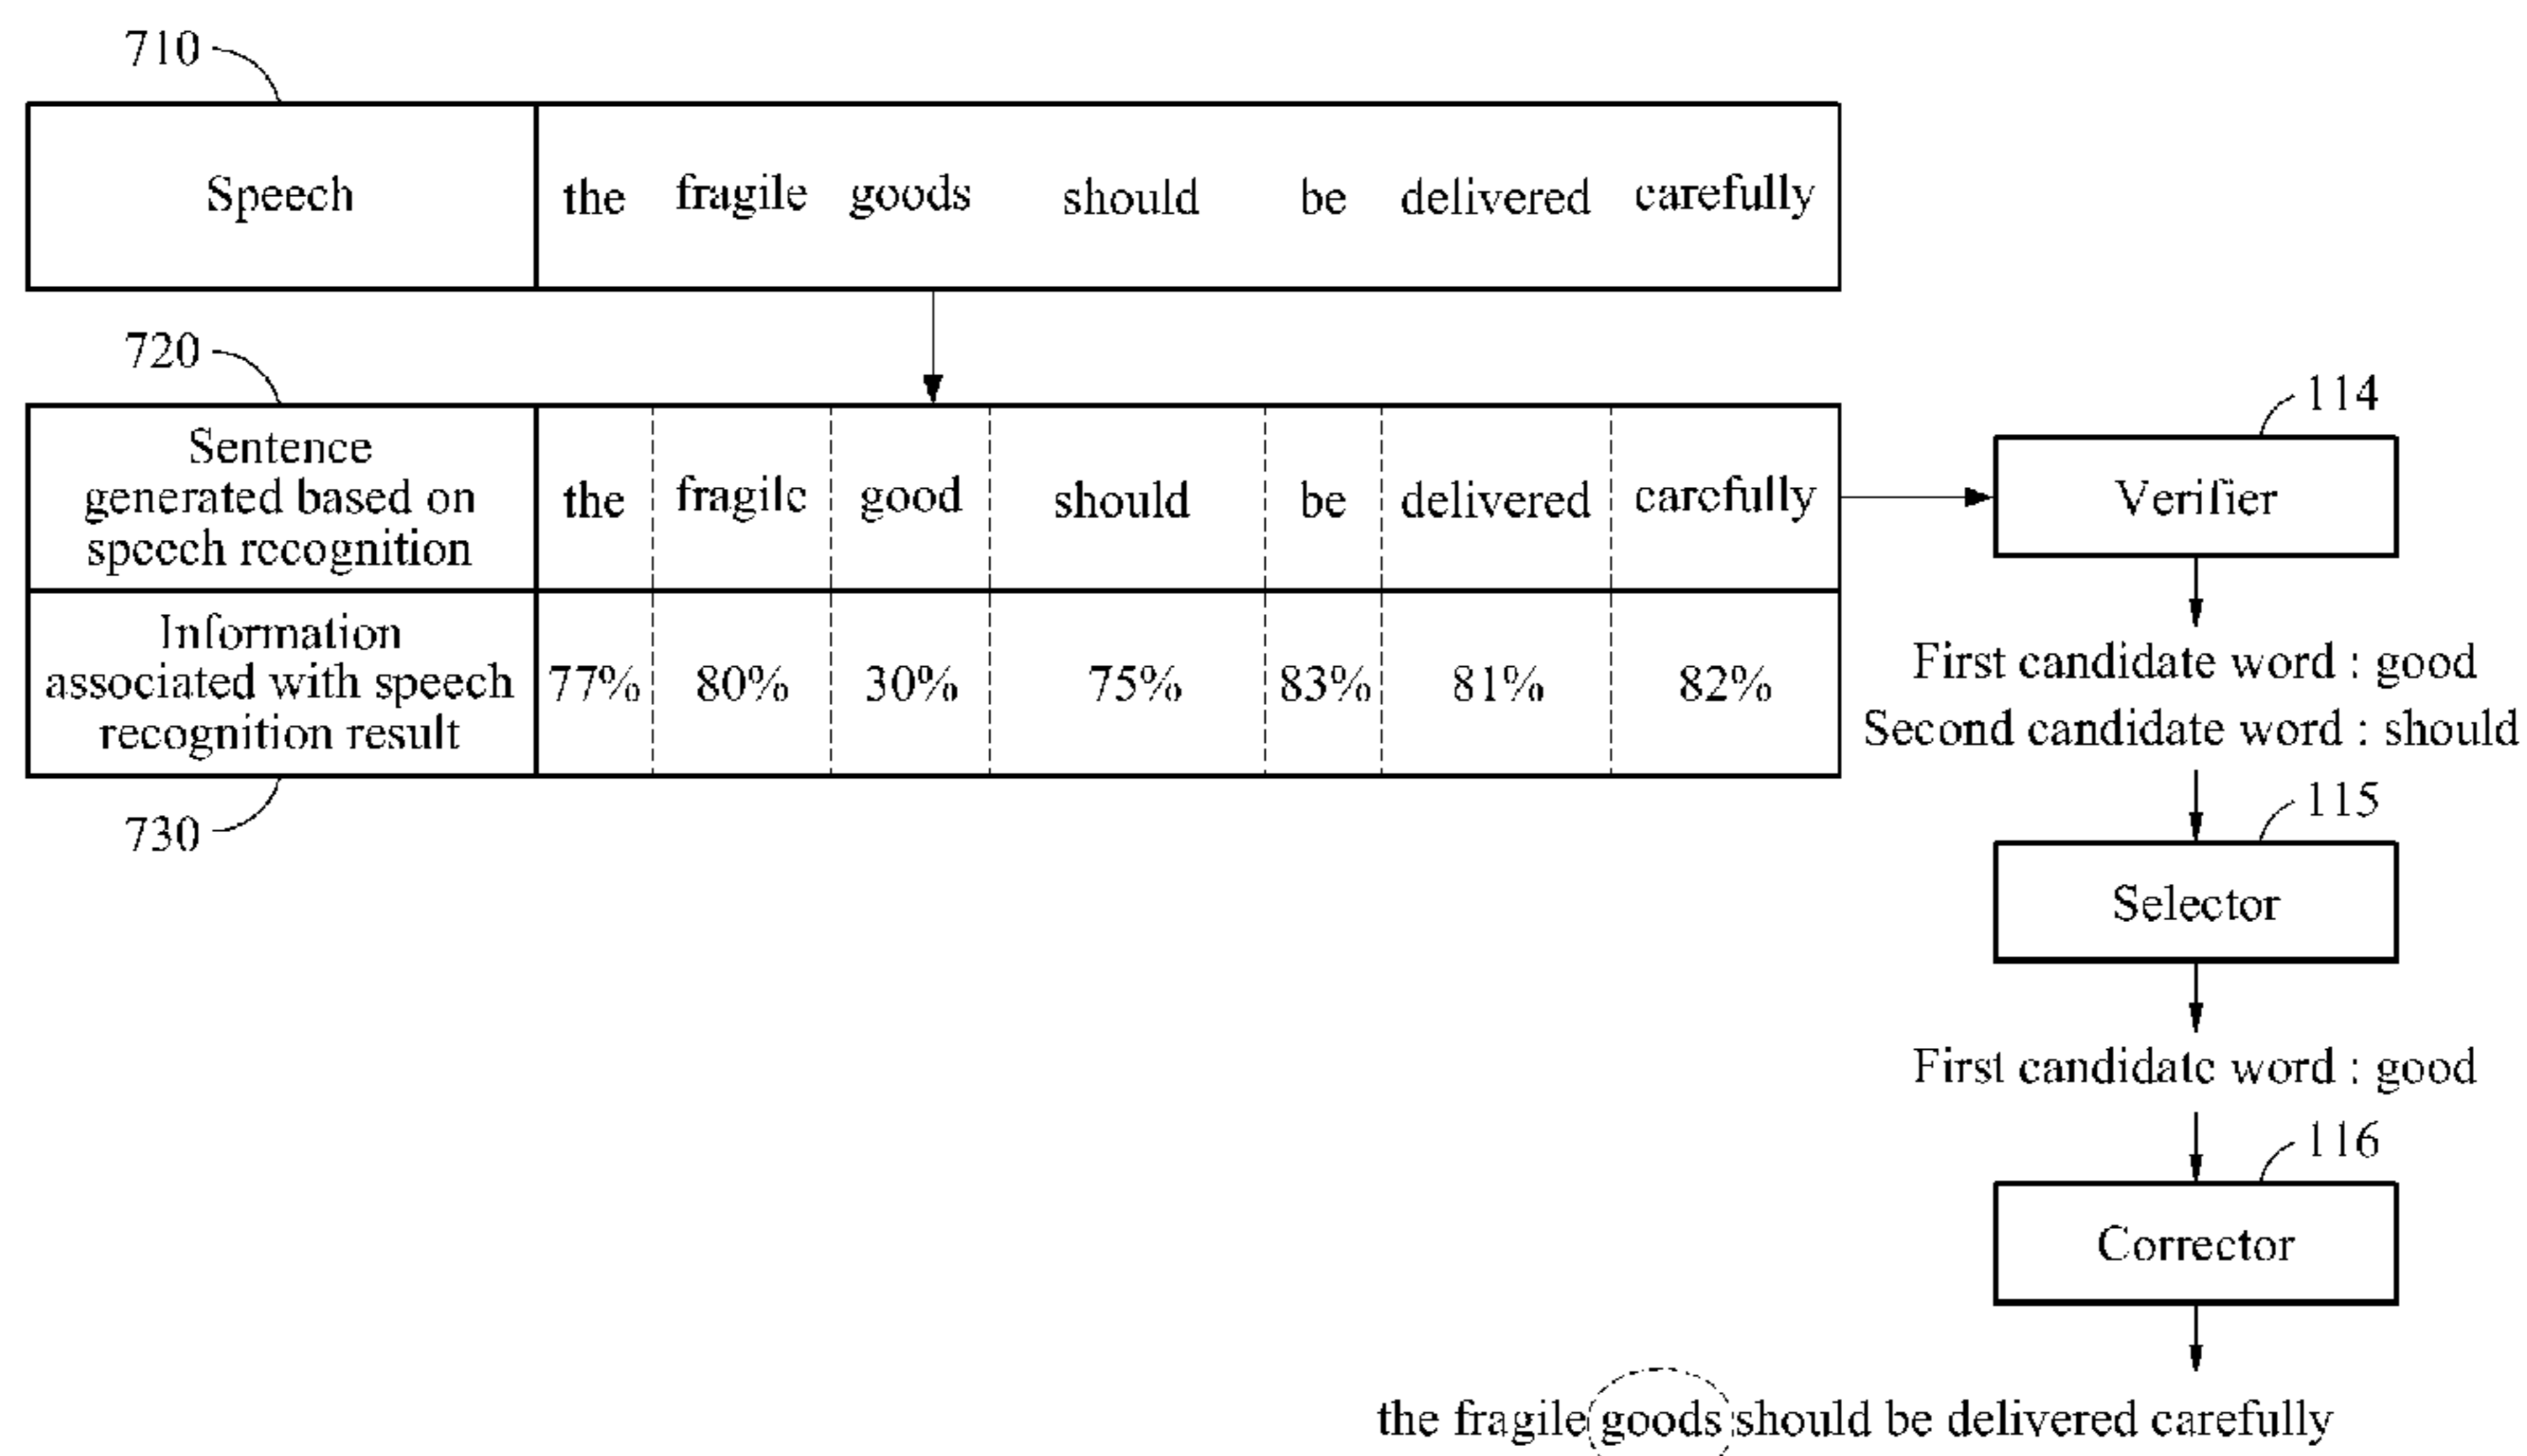 710
Speech the fragile goods should be delivered carefully
720
114
Sentence
generated based on
speech recognition
the fragile good should be delivered carefully
Verifier
Information
associated with speech
recognition result
77% 80% 30% 75% 83% 81% 82%
First candidate word : good
Second candidate word : should
730
115
Selector
First candidate word : good
116
Corrector
the fragile goods should be delivered carefully